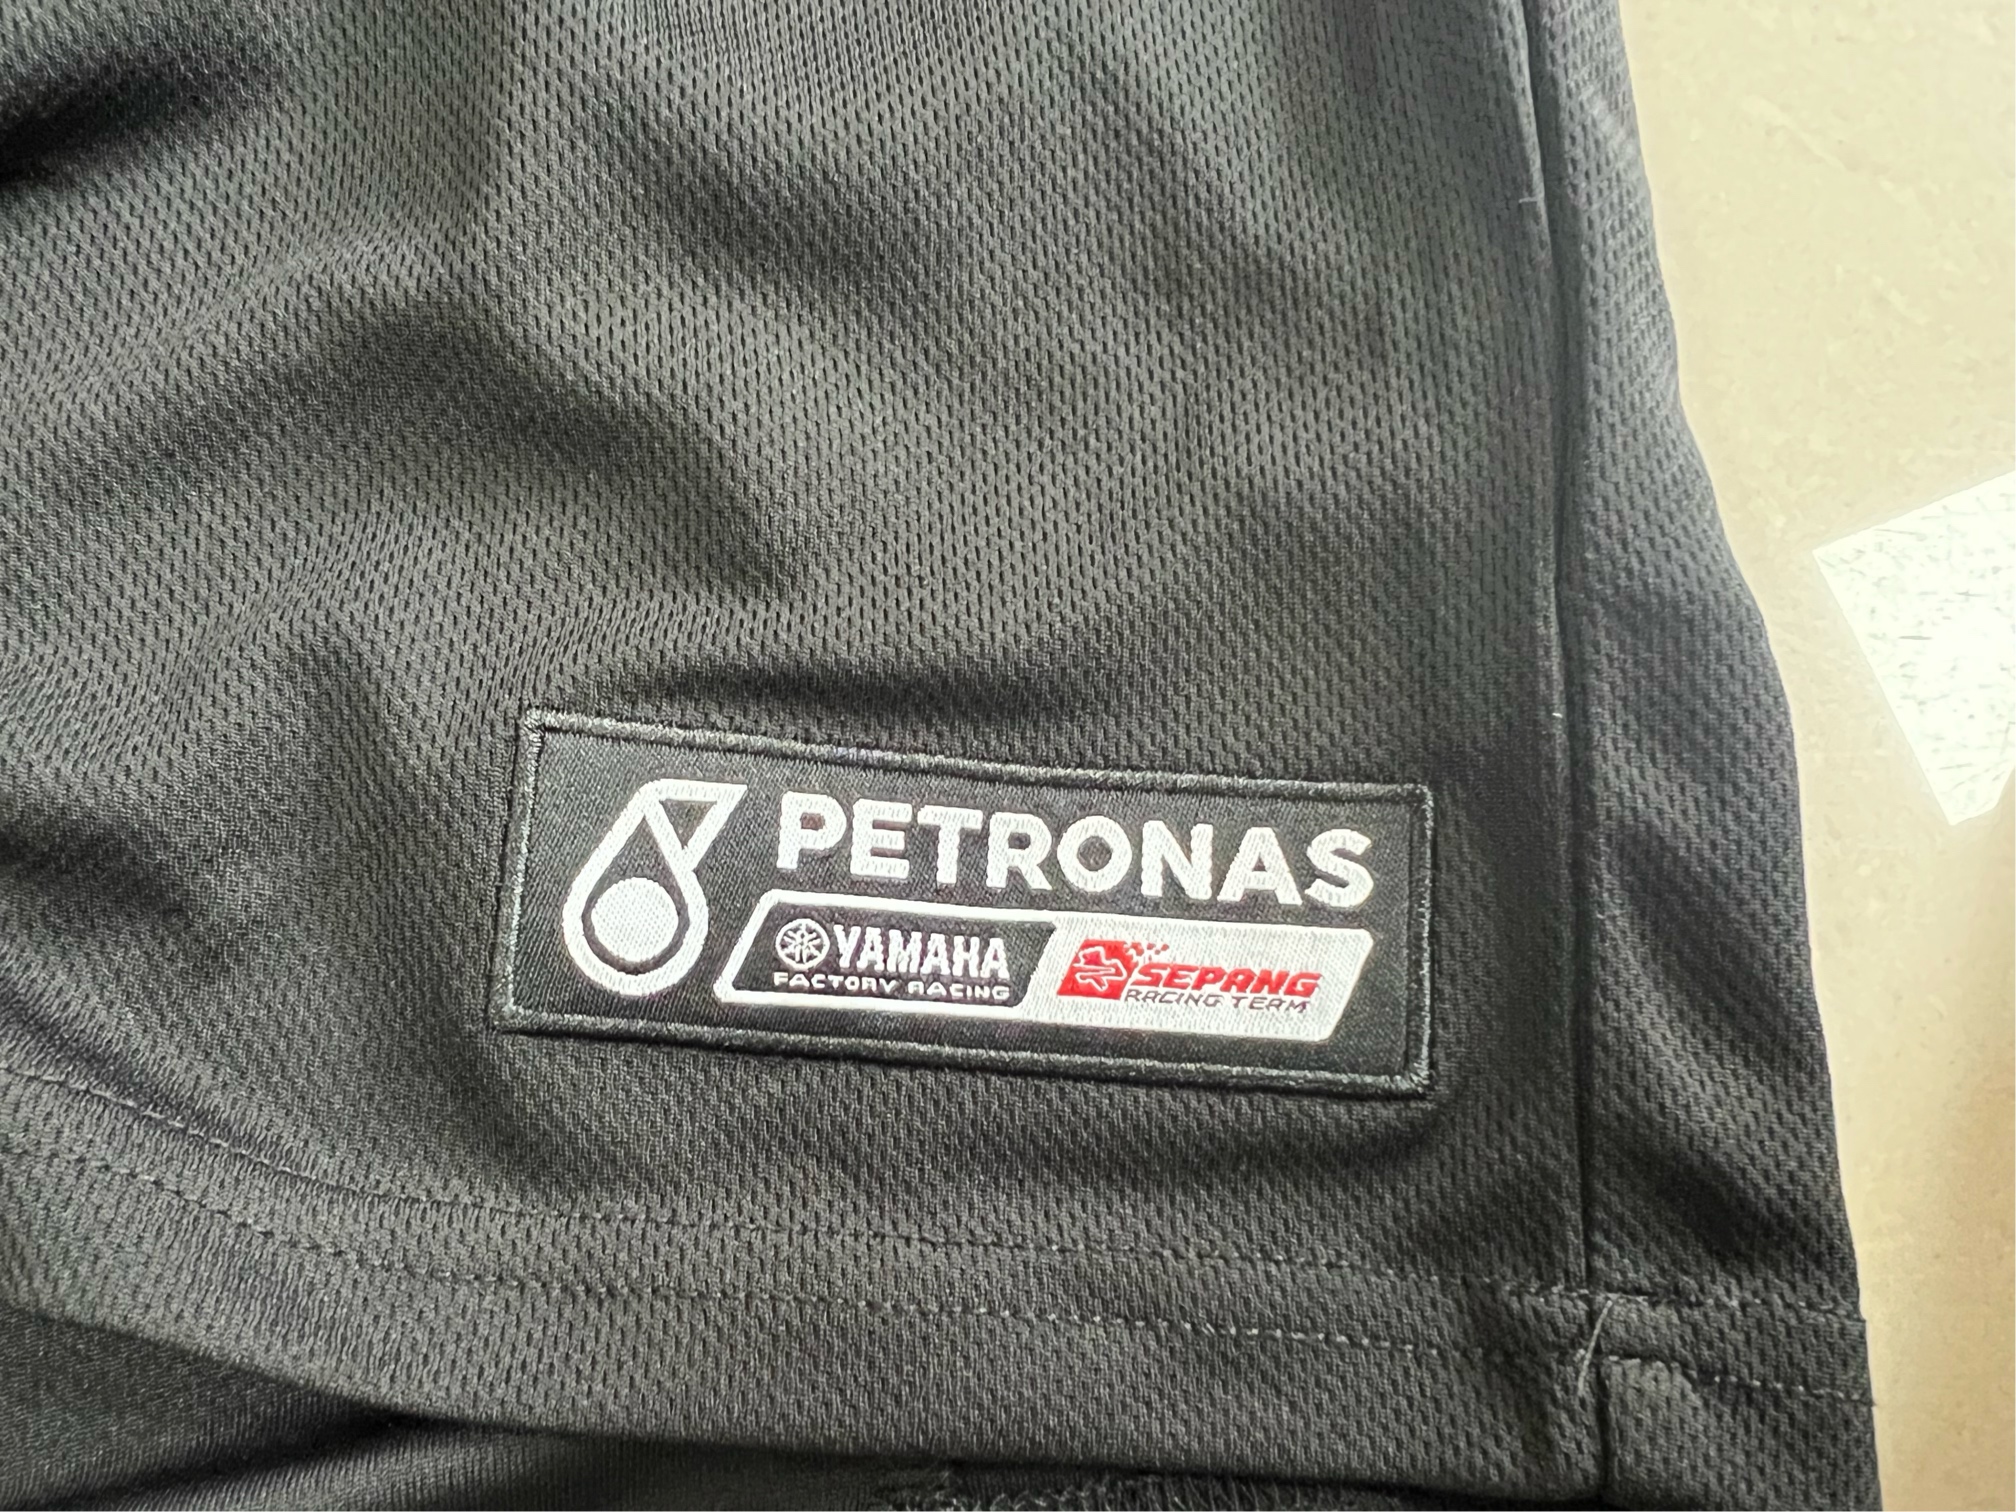 PETRONAS
YAMAHA
FACTORY RACING
SEPANG
RACING TEAM